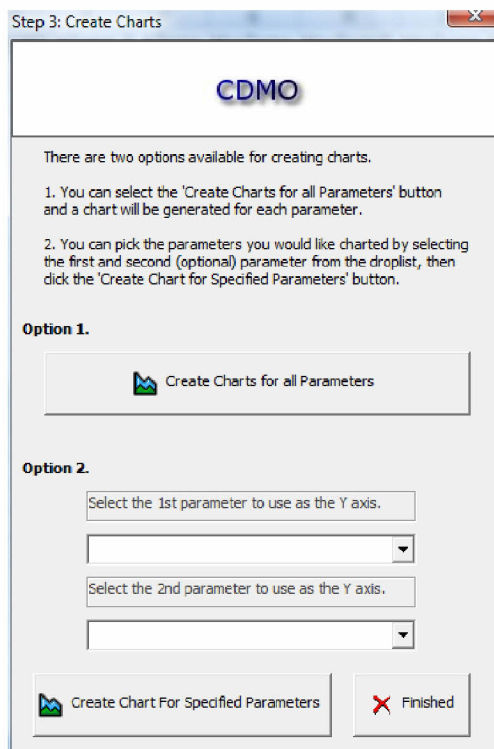 Step 3: Create Charts
CDMO
There are two options available for creating charts.
1. You can select the 'Create Charts for all Parameters' button
and a chart will be generated for each parameter.
2. You can pick the parameters you would like charted by selecting
the first and second (optional) parameter from the droplist, then
click the 'Create Chart for Specified Parameters' button.
Option 1.
Create Charts for all Parameters
Option 2.
Select the 1st parameter to use as the Y axis.
Select the 2nd parameter to use as the Y axis.
Create Chart For Specified Parameters
Finished